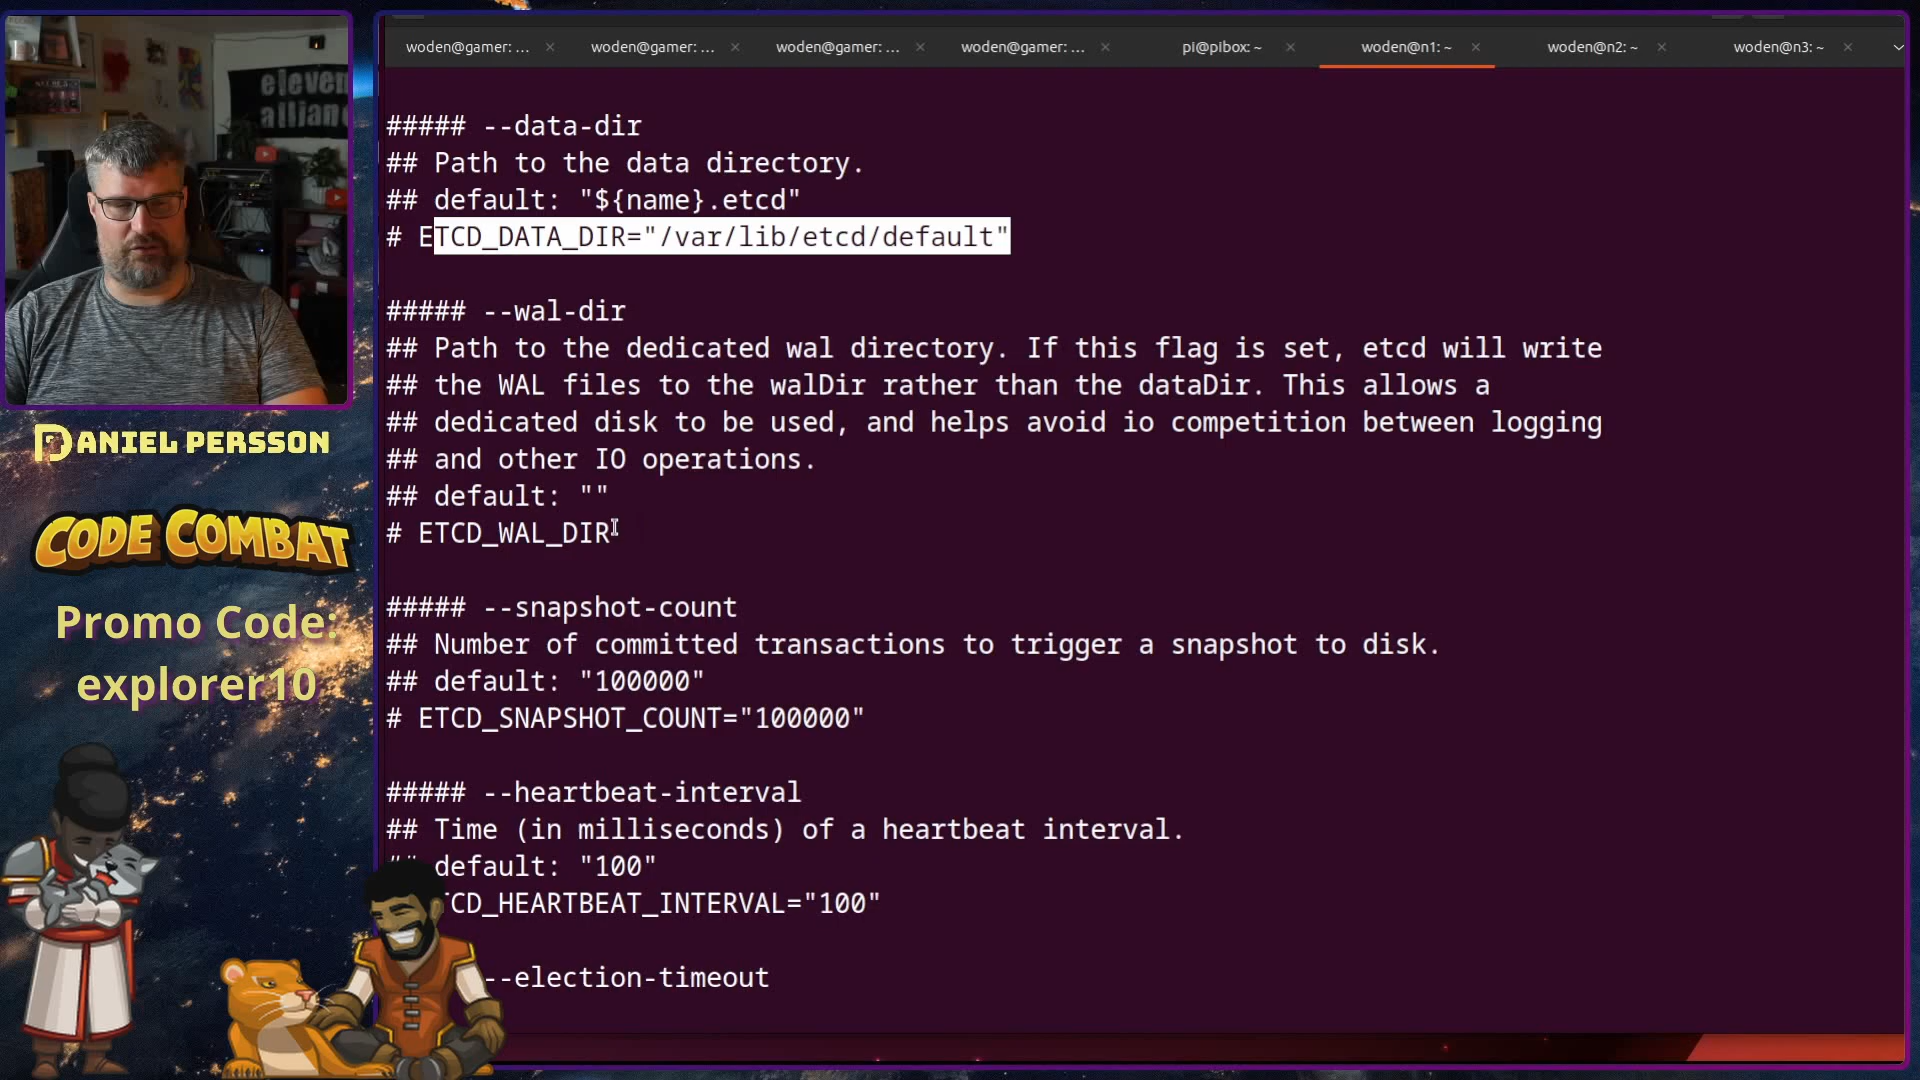 woden@gamer: ...
woden@gamer: ...
woden@gamer: ...
woden@gamer: ...
pi@pibox: ~
woden@n1: ~
woden@n2: ~
woden@n3: ~
eleven
alliance
##### --data-dir
## Path to the data directory.
## default: "${name}.etcd"
# ETCD_DATA_DIR="/var/lib/etcd/default"
##### --wal-dir
## Path to the dedicated wal directory. If this flag is set, etcd will write
## the WAL files to the walDir rather than the dataDir. This allows a
## dedicated disk to be used, and helps avoid io competition between logging
## and other IO operations.
## default: ""
# ETCD_WAL_DIR
##### --snapshot-count
## Number of committed transactions to trigger a snapshot to disk.
## default: "100000"
# ETCD_SNAPSHOT_COUNT="100000"
##### --heartbeat-interval
## Time (in milliseconds) of a heartbeat interval.
## default: "100"
TCD_HEARTBEAT_INTERVAL="100"
--election-timeout
DANIEL PERSSON
CODE COMBAT
Promo Code:
explorer10